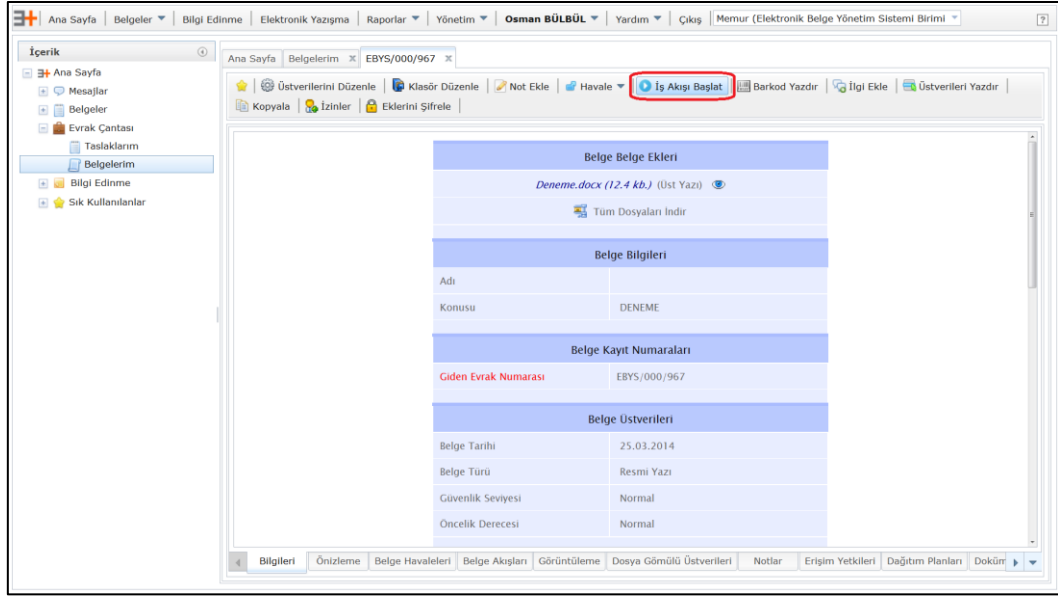 Ana Sayfa Belgeler Bilgi Edinme Elektronik Yazışma Raporlar Yönetim Osman BÜLBÜL Yardım Çıkış Memur (Elektronik Belge Yönetim Sistemi Birimi ?
İçerik
Ana Sayfa
Mesajlar
Belgeler
Evrak Çantası
Taslaklarım
Belgelerim
Bilgi Edinme
Sık Kullanılanlar
Ana Sayfa x Belgelerim x EBYS/000/967 x
Üstverilerini Düzenle Klasör Düzenle Not Ekle Havale İş Akışı Başlat Barkod Yazdır İlgi Ekle Üstverileri Yazdır
Kopyala İzinler Eklerini Şifrele
Belge Belge Ekleri
Deneme.docx (12.4 kb.) (Üst Yazı)
Tüm Dosyaları İndir
Belge Bilgileri
Adı
Konusu DENEME
Belge Kayıt Numaraları
Giden Evrak Numarası EBYS/000/967
Belge Üstverileri
Belge Tarihi 25.03.2014
Belge Türü Resmi Yazı
Güvenlik Seviyesi Normal
Öncelik Derecesi Normal
Bilgileri Önizleme Belge Havaleleri Belge Akışları Görüntüleme Dosya Gömülü Üstverileri Notlar Erişim Yetkileri Dağıtım Planları Doküm